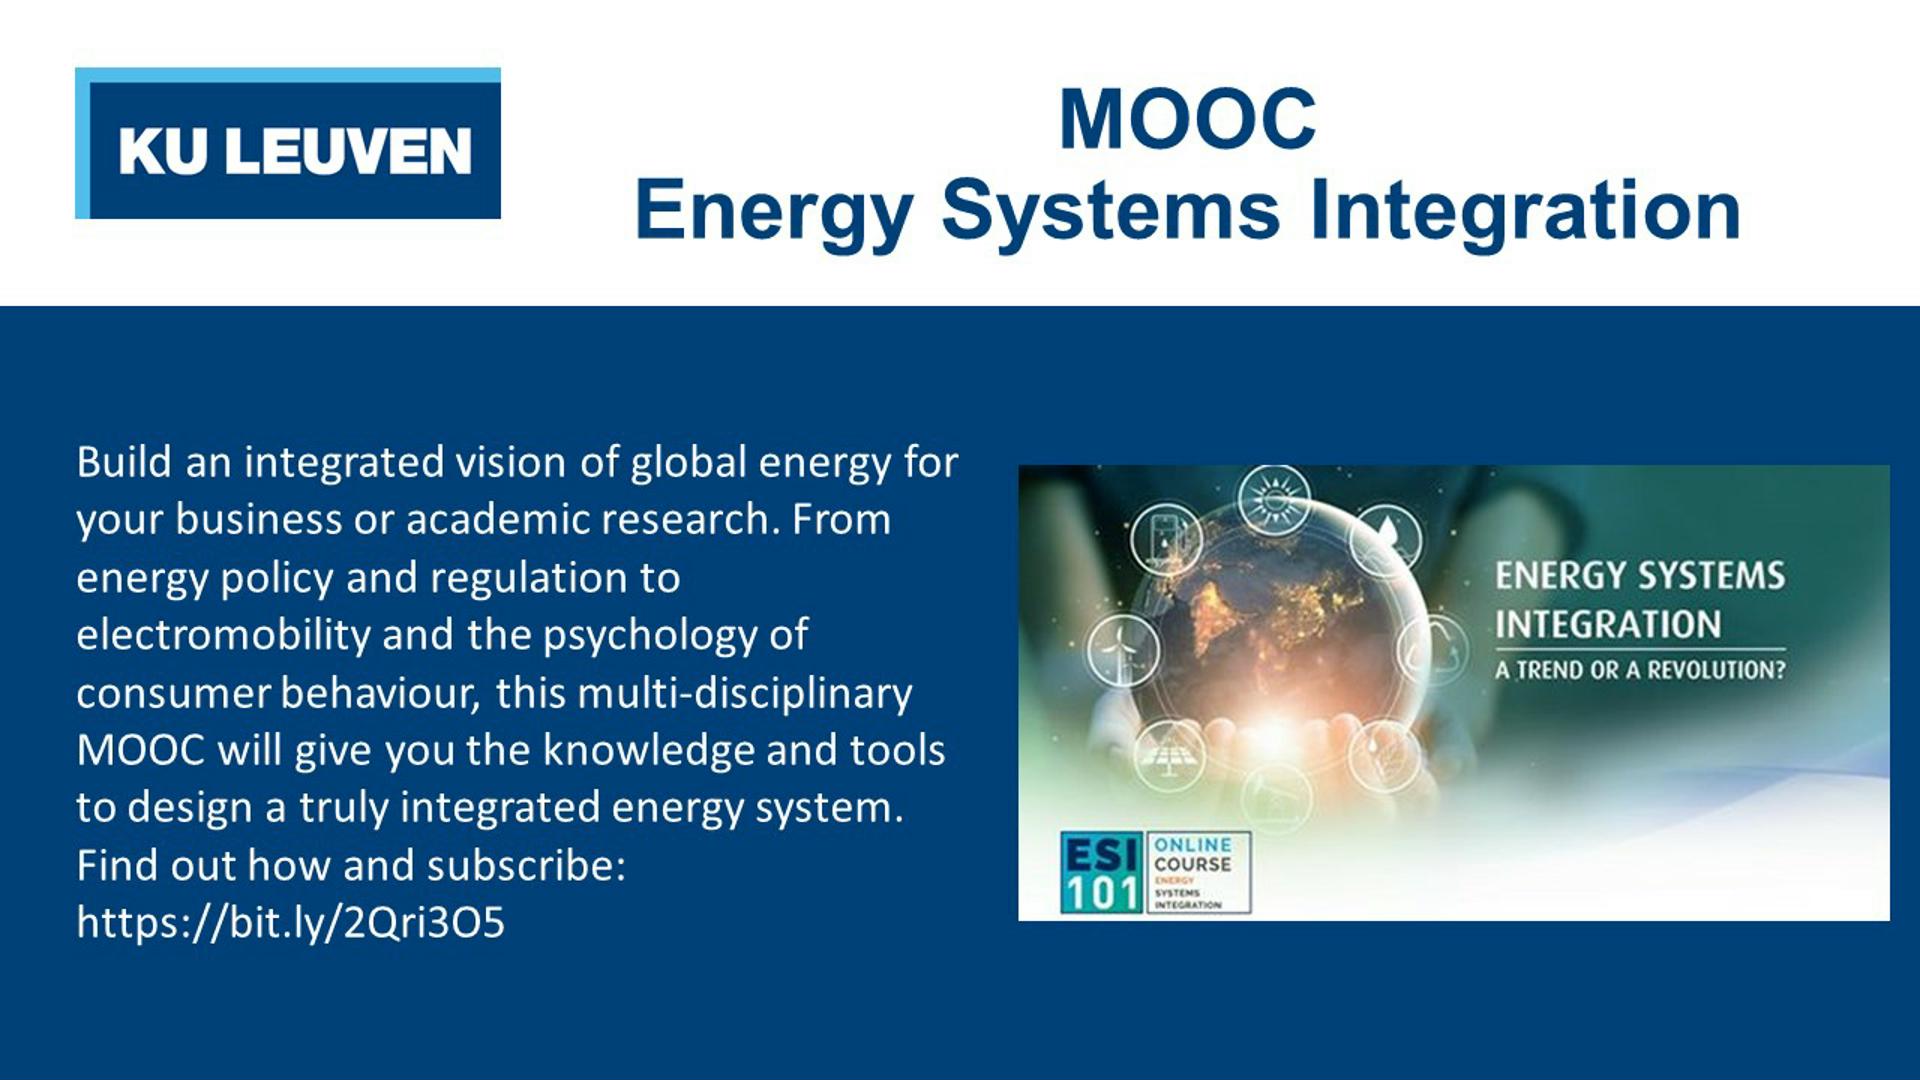 KU LEUVEN
MOOC
Energy Systems Integration
Build an integrated vision of global energy for
your business or academic research. From
energy policy and regulation to
electromobility and the psychology of
consumer behaviour, this multi-disciplinary
MOOC will give you the knowledge and tools
to design a truly integrated energy system.
Find out how and subscribe:
https://bit.ly/2Qri3O5
ENERGY SYSTEMS
INTEGRATION
A TREND OR A REVOLUTION?
ESI
101
ONLINE
COURSE
ENERGY
SYSTEMS
INTEGRATION